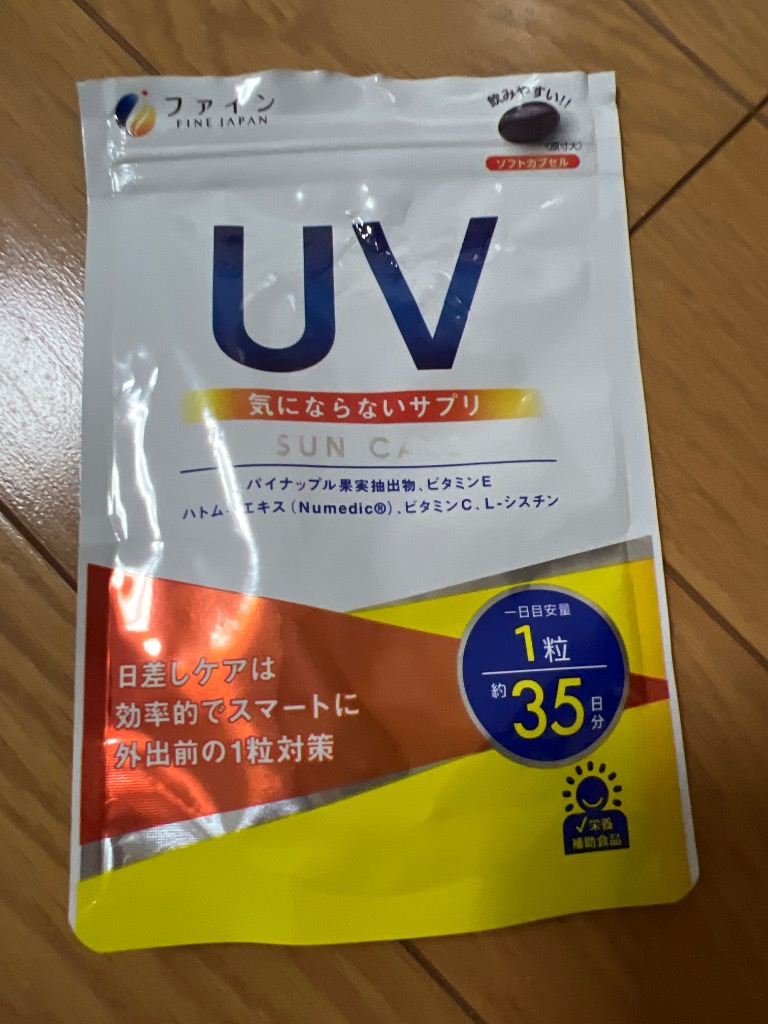 ファイン
FINE JAPAN
飲みやすい!!
(原寸大)
ソフトカプセル
UV
気にならないサプリ
SUN
パイナップル果実抽出物、ビタミンE
エキス(Numedic®)、ビタミンC、L-シスチン
日差しケアは
効率的でスマートに
外出前の1粒対策
一日目安量
1粒
約35日分
✓栄養
補助食品